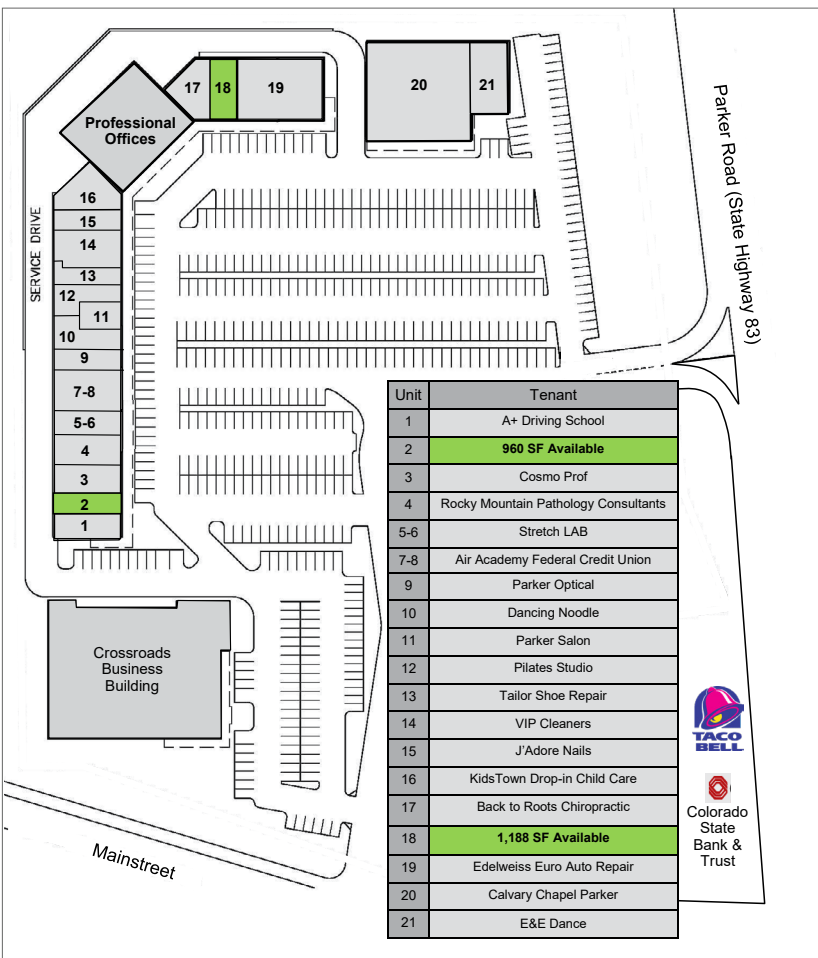 17
18
19
20
21
Professional
Offices
16
15
14
13
12
11
10
9
7-8
5-6
4
3
2
1
SERVICE DRIVE
Parker Road (State Highway 83)
Crossroads
Business
Building
Mainstreet
Unit Tenant
1 A+ Driving School
2 960 SF Available
3 Cosmo Prof
4 Rocky Mountain Pathology Consultants
5-6 Stretch LAB
7-8 Air Academy Federal Credit Union
9 Parker Optical
10 Dancing Noodle
11 Parker Salon
12 Pilates Studio
13 Tailor Shoe Repair
14 VIP Cleaners
15 J'Adore Nails
16 KidsTown Drop-in Child Care
17 Back to Roots Chiropractic
18 1,188 SF Available
19 Edelweiss Euro Auto Repair
20 Calvary Chapel Parker
21 E&E Dance
TACO
BELL
Colorado
State
Bank &
Trust